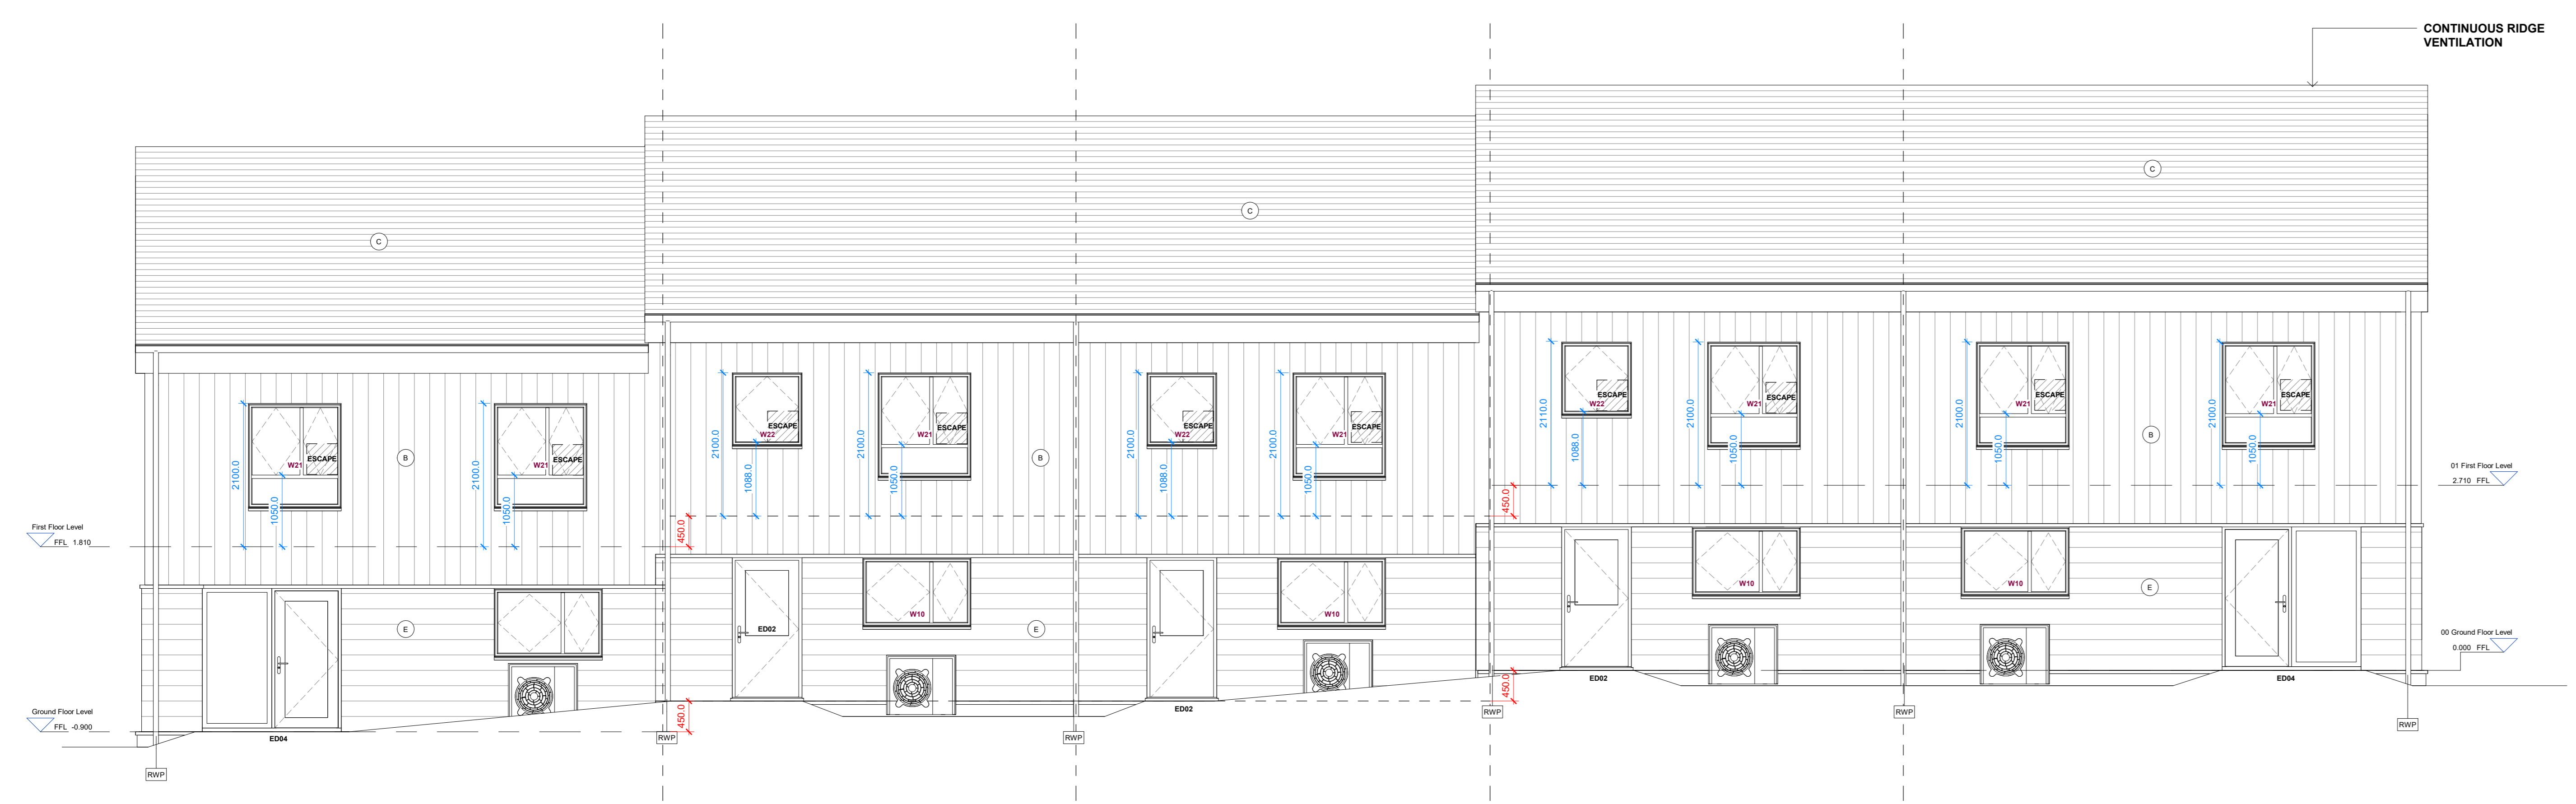 CONTINUOUS RIDGE
VENTILATION
C
C
C
2100.0
W21
ESCAPE
1050.0
B
2100.0
W21
ESCAPE
1050.0
2100.0
W22
ESCAPE
1088.0
2100.0
W21
ESCAPE
1050.0
B
2100.0
W22
ESCAPE
1088.0
2100.0
W21
ESCAPE
1050.0
2110.0
W22
ESCAPE
1088.0
2100.0
W21
ESCAPE
1050.0
2100.0
W21
ESCAPE
1050.0
B
2100.0
W21
ESCAPE
1050.0
01 First Floor Level
2.710 FFL
First Floor Level
FFL 1.810
450.0
450.0
E
ED02
W10
E
W10
W10
W10
E
00 Ground Floor Level
0.000 FFL
Ground Floor Level
FFL -0.900
450.0
450.0
ED04
ED02
ED02
ED04
RWP
RWP
RWP
RWP
RWP
RWP